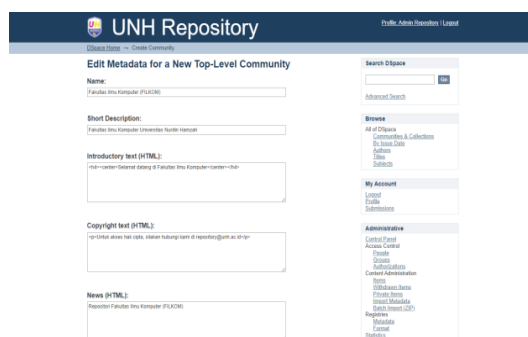 UNH Repository
Profile: Admin Repository | Logout
DSpace Home → Create Community
Edit Metadata for a New Top-Level Community
Name:
Fakultas Ilmu Komputer (FILKOM)
Short Description:
Fakultas Ilmu Komputer Universitas Nurdin Hamzah
Introductory text (HTML):
<h4><center>Selamat datang di Fakultas Ilmu Komputer</center></h4>
Copyright text (HTML):
<p>Untuk akses hak cipta, silakan hubungi kami di repository@unh.ac.id</p>
News (HTML):
Repositori Fakultas Ilmu Komputer (FILKOM)
Search DSpace
Go
Advanced Search
Browse
All of DSpace
Communities & Collections
By Issue Date
Authors
Titles
Subjects
My Account
Logout
Profile
Submissions
Administrative
Control Panel
Access Control
People
Groups
Authorizations
Content Administration
Items
Withdrawn Items
Private Items
Import Metadata
Batch Import (ZIP)
Registries
Metadata
Format
Statistics